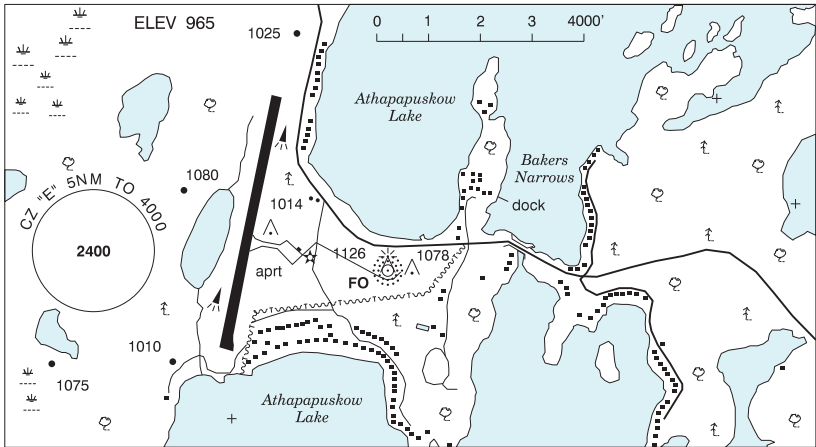 ELEV 965
1025
0 1 2 3 4000'
Athapapuskow
Lake
Bakers
Narrows
dock
CZ "E" 5NM TO 4000
2400
1080
1014
1126
1078
FO
aprt
1010
1075
Athapapuskow
Lake